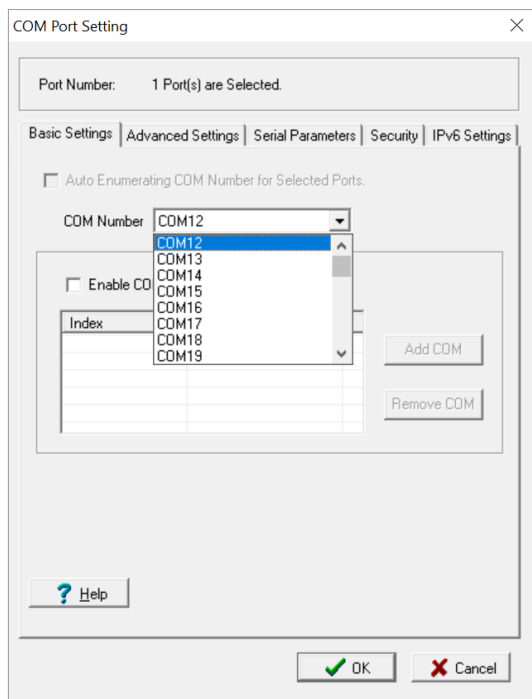 COM Port Setting
Port Number: 1 Port(s) are Selected.
Basic Settings Advanced Settings Serial Parameters Security IPv6 Settings
Auto Enumerating COM Number for Selected Ports.
COM Number COM12
COM12
COM13
COM14
Enable CO
COM15
COM16
Index
COM17
COM18
COM19
Add COM
Remove COM
? Help
OK Cancel